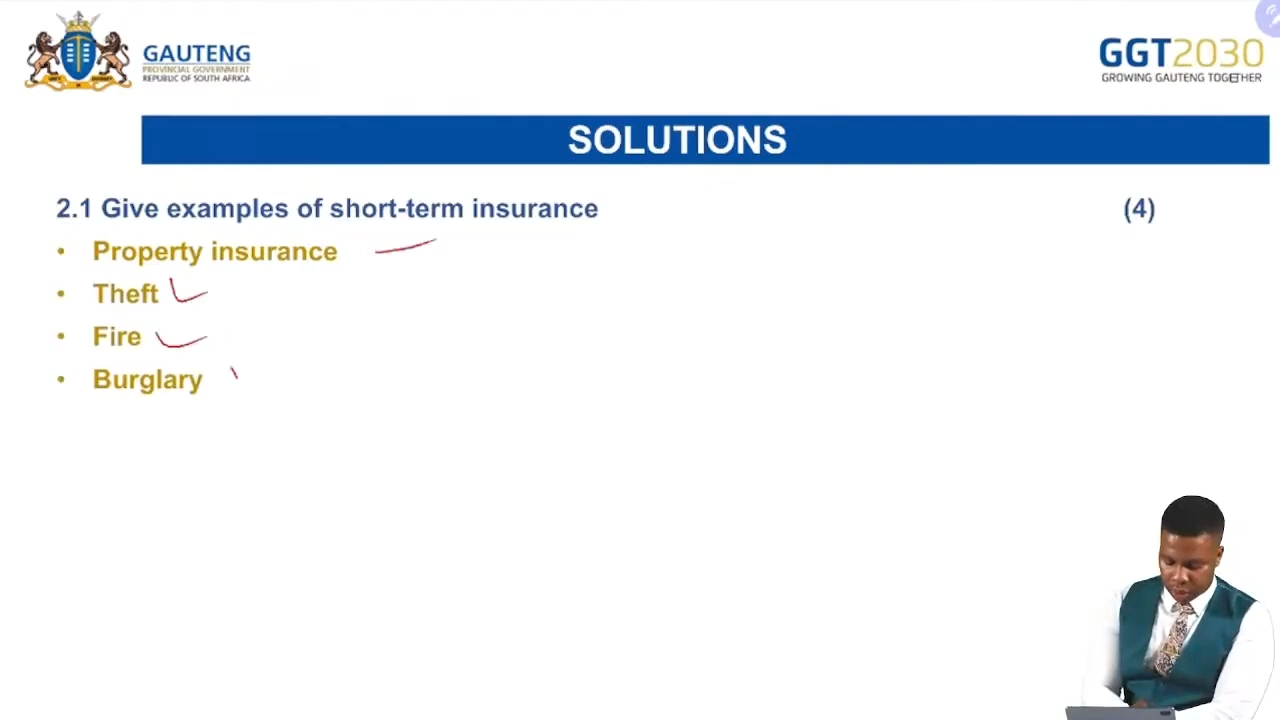 GAUTENG
PROVINCIAL GOVERNMENT
REPUBLIC OF SOUTH AFRICA
GGT2030
GROWING GAUTENG TOGETHER
SOLUTIONS
2.1 Give examples of short-term insurance (4)
• Property insurance
• Theft
• Fire
• Burglary